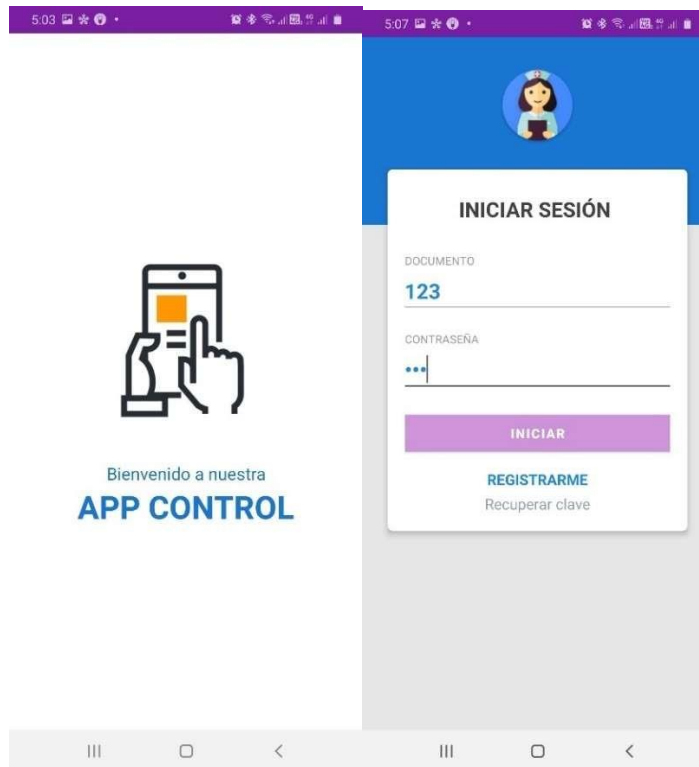 5:03
Bienvenido a nuestra
APP CONTROL
5:07
INICIAR SESIÓN
DOCUMENTO
123
CONTRASEÑA
•••
INICIAR
REGISTRARME
Recuperar clave